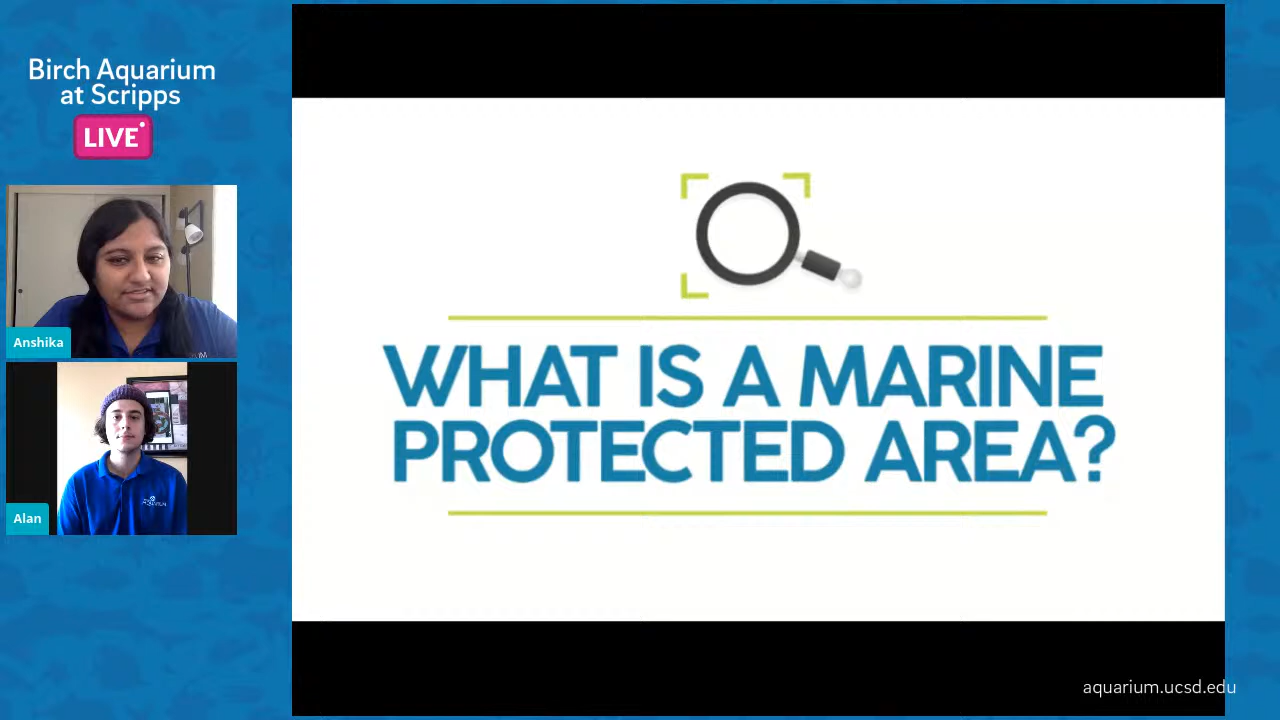 Birch Aquarium
at Scripps
LIVE
Anshika
Alan
WHAT IS A MARINE
PROTECTED AREA?
aquarium.ucsd.edu